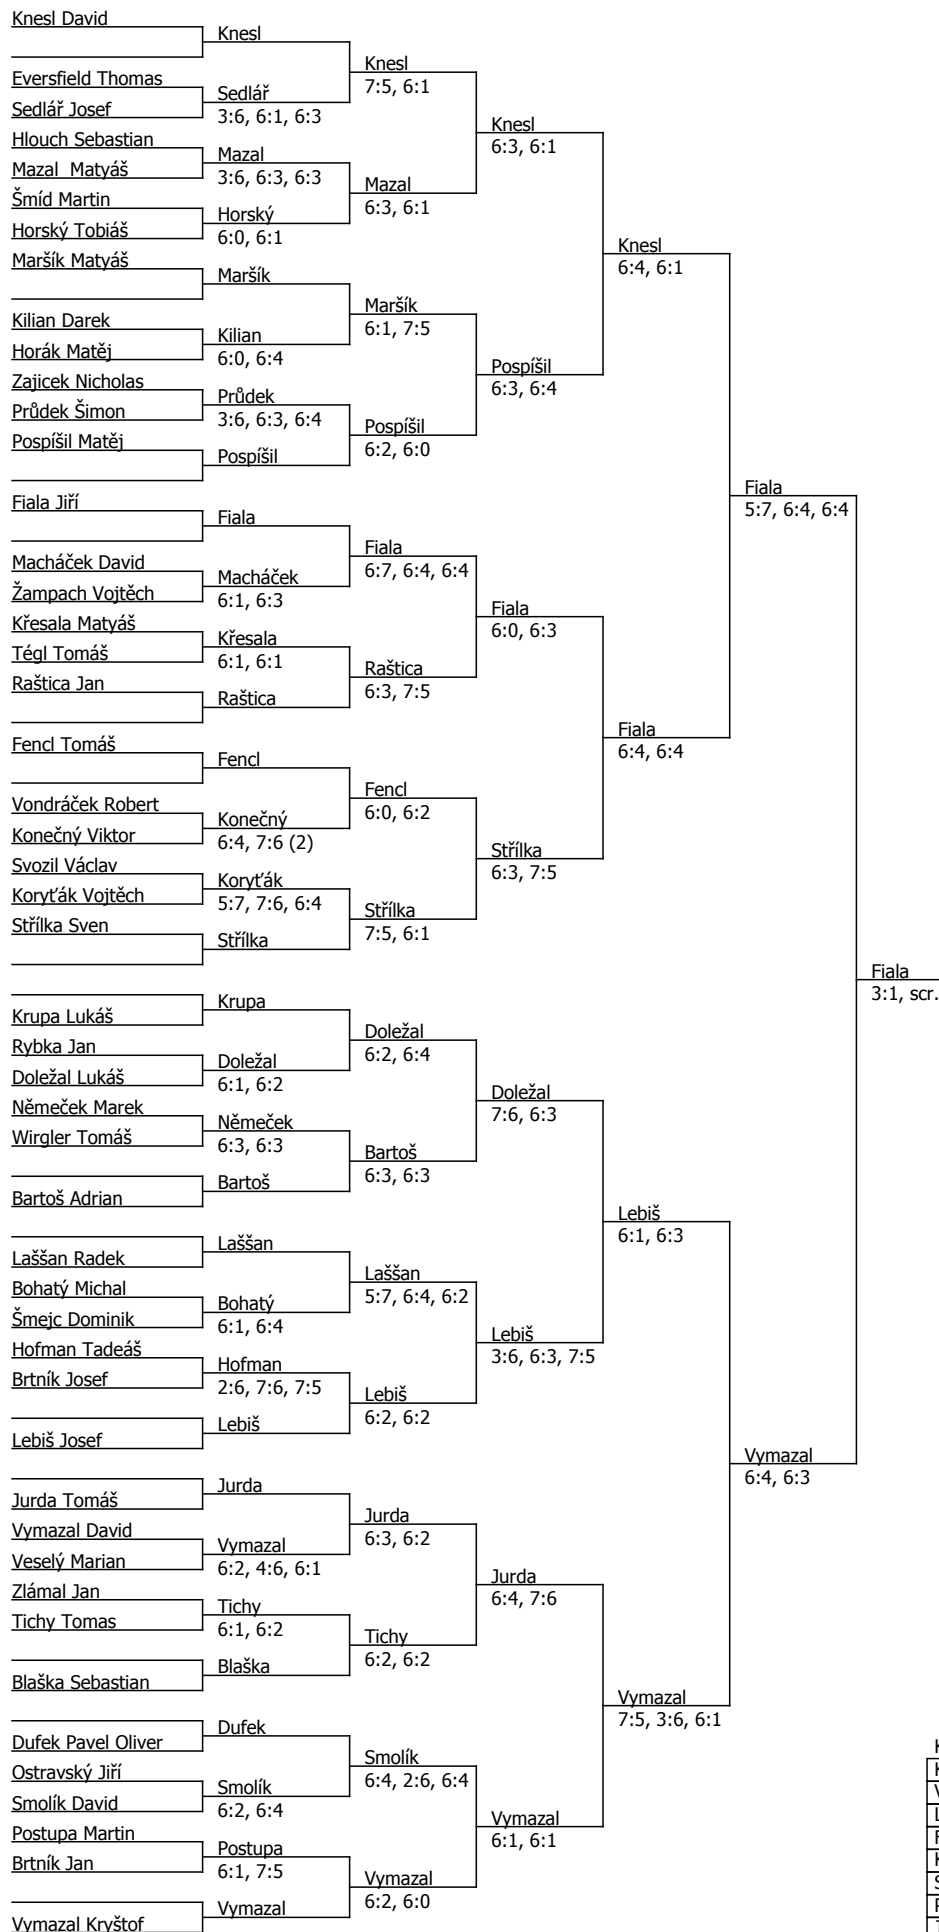 Knesl David
Knesl
Knesl
7:5, 6:1
Eversfield Thomas
Sedlář
3:6, 6:1, 6:3
Sedlář Josef
Knesl
6:3, 6:1
Hlouch Sebastian
Mazal
3:6, 6:3, 6:3
Mazal Matyáš
Mazal
6:3, 6:1
Šmíd Martin
Horský
6:0, 6:1
Horský Tobiáš
Knesl
6:4, 6:1
Maršík Matyáš
Maršík
Maršík
6:1, 7:5
Kilian Darek
Kilian
6:0, 6:4
Horák Matěj
Pospíšil
6:3, 6:4
Zajicek Nicholas
Průdek
3:6, 6:3, 6:4
Průdek Šimon
Pospíšil
6:2, 6:0
Pospíšil Matěj
Pospíšil
Fiala
5:7, 6:4, 6:4
Fiala Jiří
Fiala
Fiala
6:7, 6:4, 6:4
Macháček David
Macháček
6:1, 6:3
Žampach Vojtěch
Fiala
6:0, 6:3
Křesala Matyáš
Křesala
6:1, 6:1
Tégl Tomáš
Raštica
6:3, 7:5
Raštica Jan
Raštica
Fiala
6:4, 6:4
Fencl Tomáš
Fencl
Fencl
6:0, 6:2
Vondráček Robert
Konečný
6:4, 7:6 (2)
Konečný Viktor
Střílka
6:3, 7:5
Svozil Václav
Koryťák
5:7, 7:6, 6:4
Koryťák Vojtěch
Střílka
7:5, 6:1
Střílka Sven
Střílka
Fiala
3:1, scr.
Krupa
Krupa Lukáš
Doležal
6:2, 6:4
Rybka Jan
Doležal
6:1, 6:2
Doležal Lukáš
Doležal
7:6, 6:3
Němeček Marek
Němeček
6:3, 6:3
Wirgler Tomáš
Bartoš
6:3, 6:3
Bartoš
Bartoš Adrian
Lebiš
6:1, 6:3
Laššan
Laššan Radek
Laššan
5:7, 6:4, 6:2
Bohatý Michal
Bohatý
6:1, 6:4
Šmejc Dominik
Lebiš
3:6, 6:3, 7:5
Hofman Tadeáš
Hofman
2:6, 7:6, 7:5
Brtník Josef
Lebiš
6:2, 6:2
Lebiš
Lebiš Josef
Vymazal
6:4, 6:3
Jurda
Jurda Tomáš
Jurda
6:3, 6:2
Vymazal David
Vymazal
6:2, 4:6, 6:1
Veselý Marian
Jurda
6:4, 7:6
Zlámal Jan
Tichy
6:1, 6:2
Tichy Tomas
Tichy
6:2, 6:2
Blaška
Blaška Sebastian
Vymazal
7:5, 3:6, 6:1
Dufek
Dufek Pavel Oliver
Smolík
6:4, 2:6, 6:4
Ostravský Jiří
Smolík
6:2, 6:4
Smolík David
Vymazal
6:1, 6:1
Postupa Martin
Postupa
6:1, 7:5
Brtník Jan
Vymazal
6:2, 6:0
Vymazal
Vymazal Kryštof